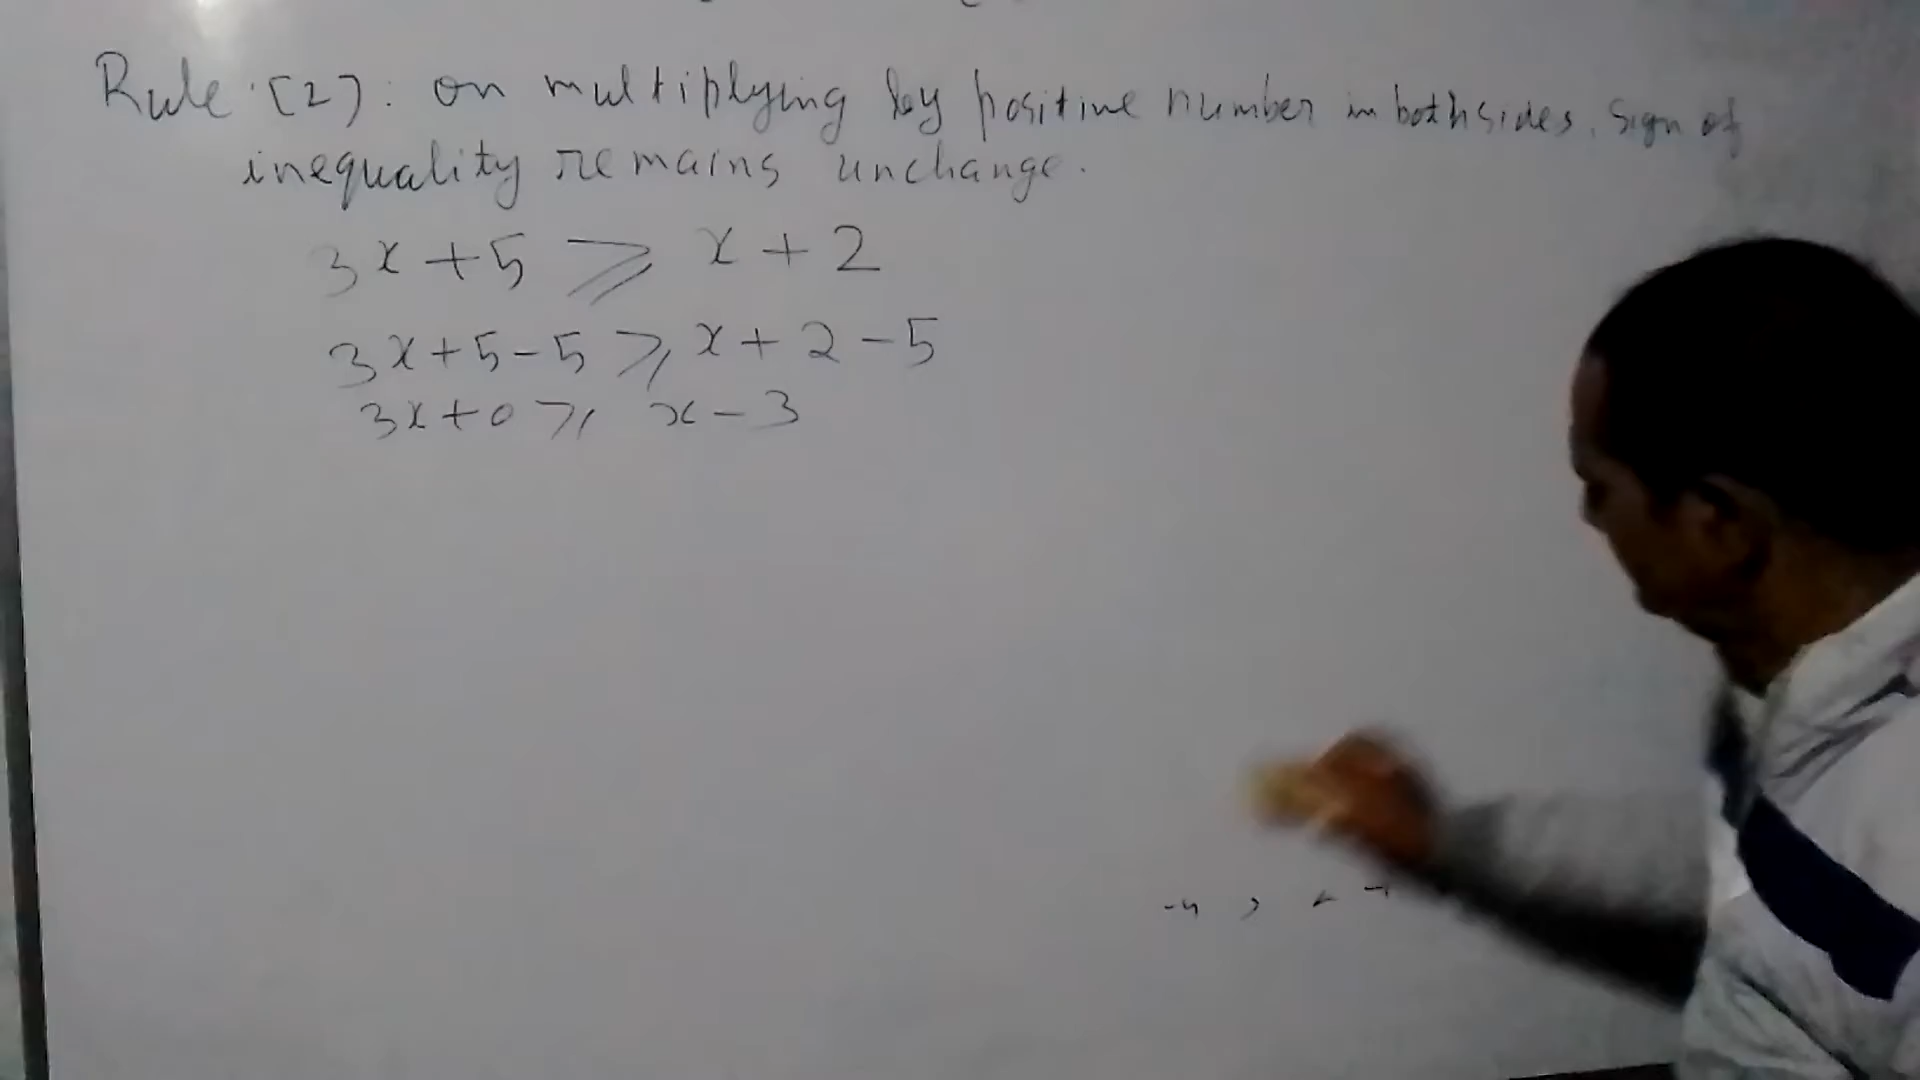 Rule (2): on multiplying by positive number in both sides, sign of
inequality remains unchange.
3x + 5 ⩾ x + 2
3x + 5 - 5 ⩾ x + 2 - 5
3x + 0 ⩾ x - 3